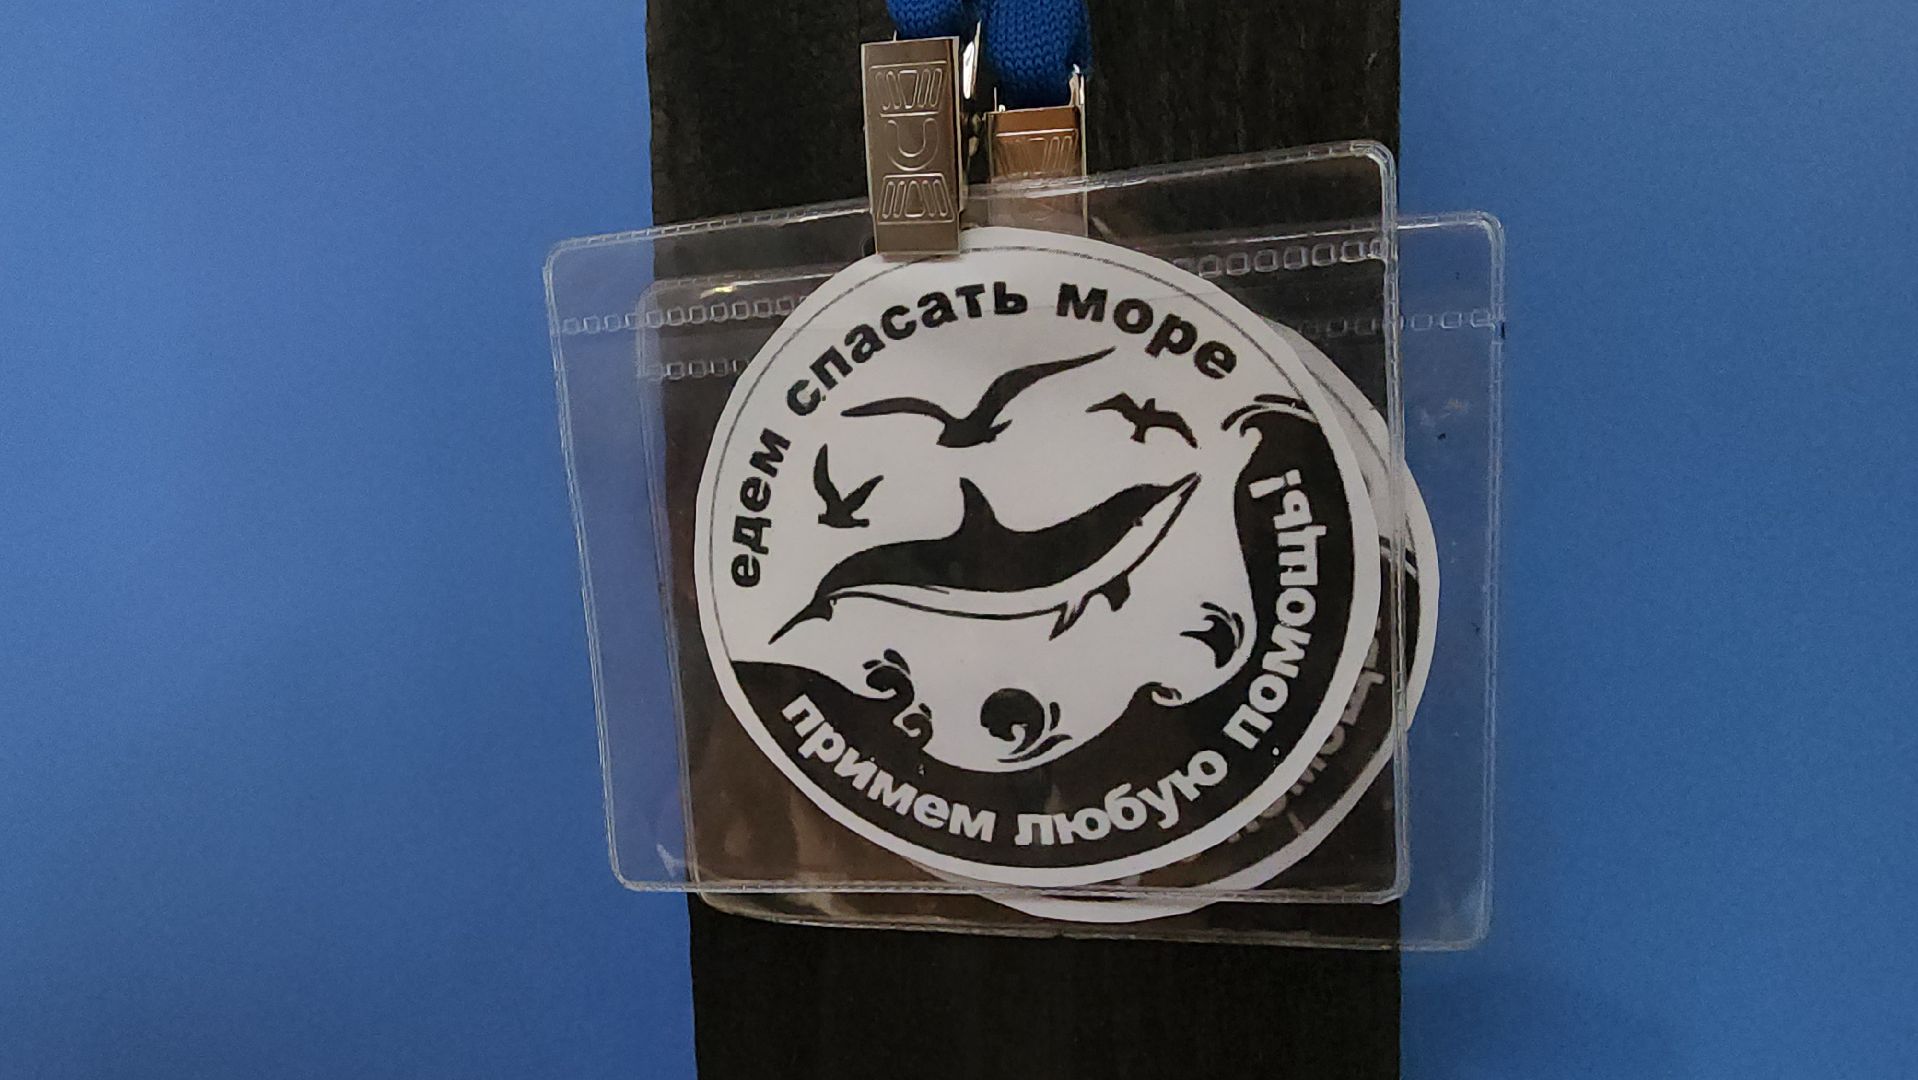 едем спасать море
примем любую помощь!